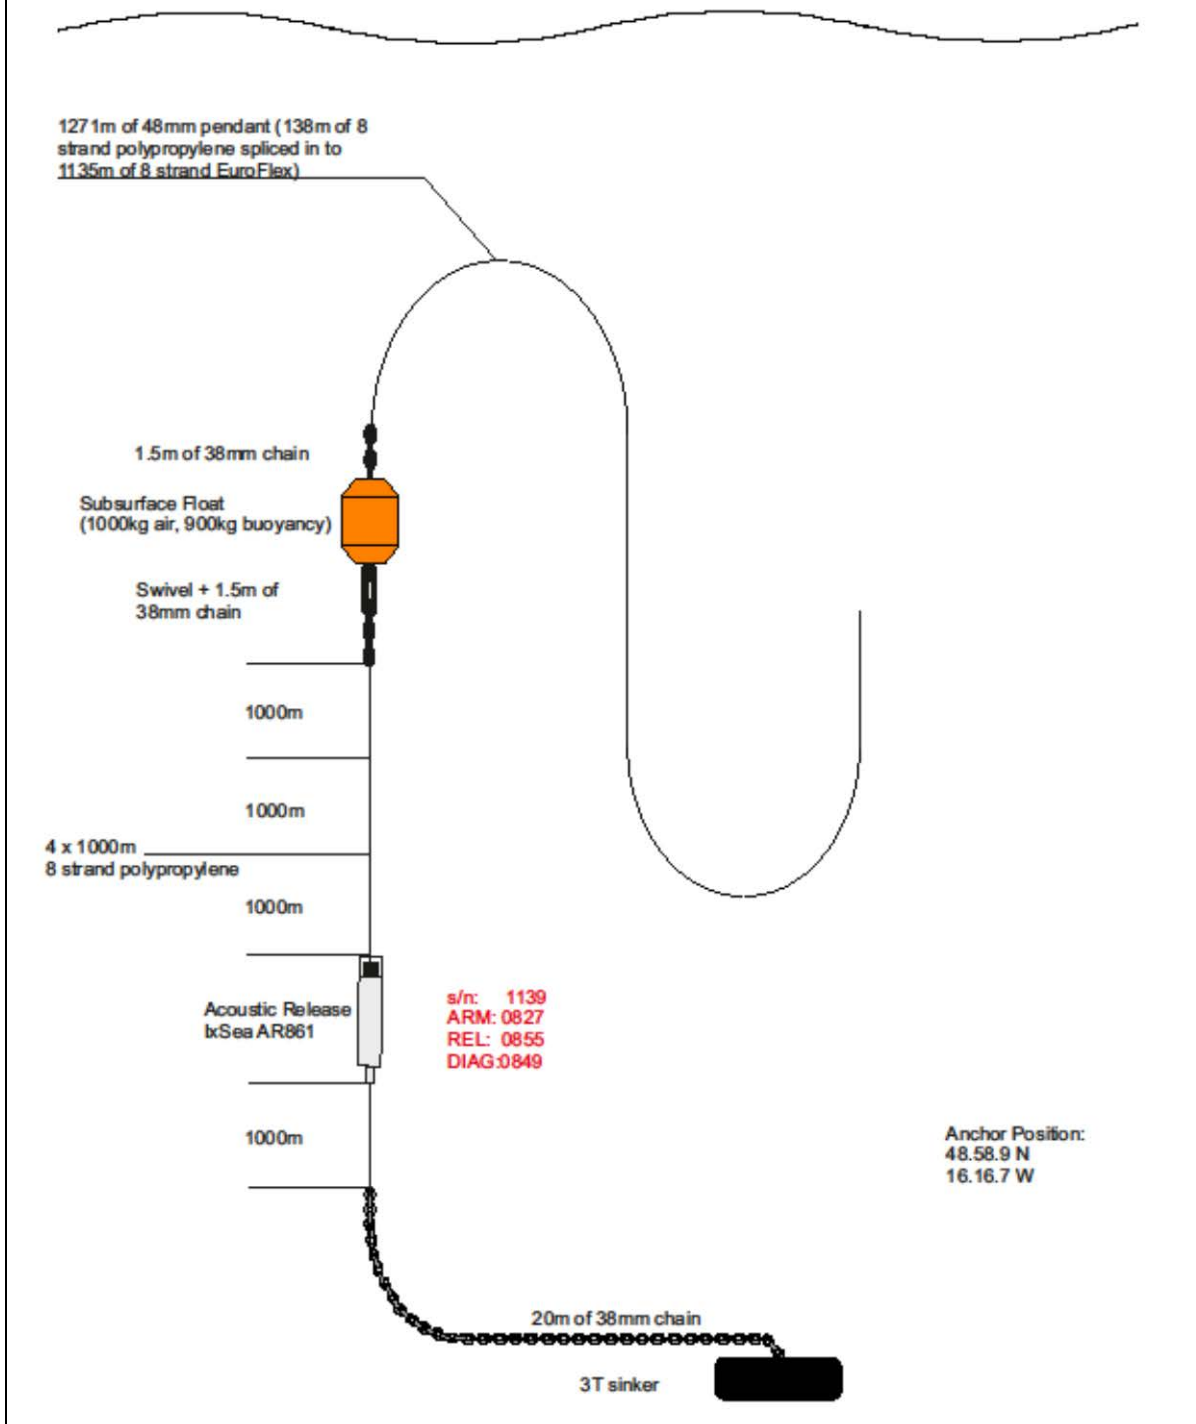 1271m of 48mm pendant (138m of 8
strand polypropylene spliced in to
1135m of 8 strand EuroFlex)
1.5m of 38mm chain
Subsurface Float
(1000kg air, 900kg buoyancy)
Swivel + 1.5m of
38mm chain
1000m
1000m
4 x 1000m
8 strand polypropylene
1000m
Acoustic Release
IxSea AR861
s/n: 1139
ARM: 0827
REL: 0855
DIAG:0849
1000m
Anchor Position:
48.58.9 N
16.16.7 W
20m of 38mm chain
3T sinker